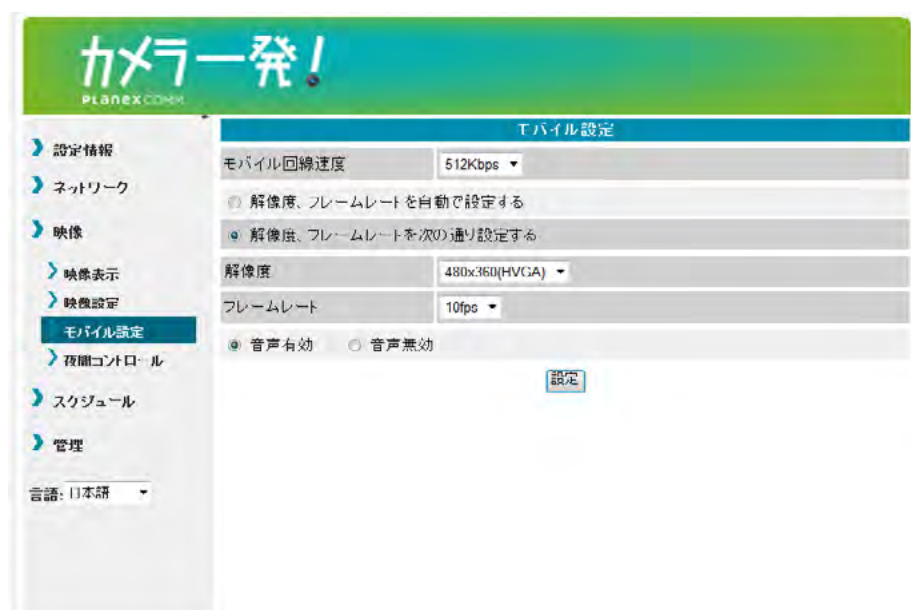 カメラ一発！
PLANEX COMM
設定情報
ネットワーク
映像
映像表示
映像設定
モバイル設定
夜間コントロール
スケジュール
管理
言語: 日本語
モバイル設定
モバイル回線速度 512Kbps
解像度、フレームレートを自動で設定する
解像度、フレームレートを次の通り設定する
解像度 480x360(HVGA)
フレームレート 10fps
音声有効 音声無効
設定